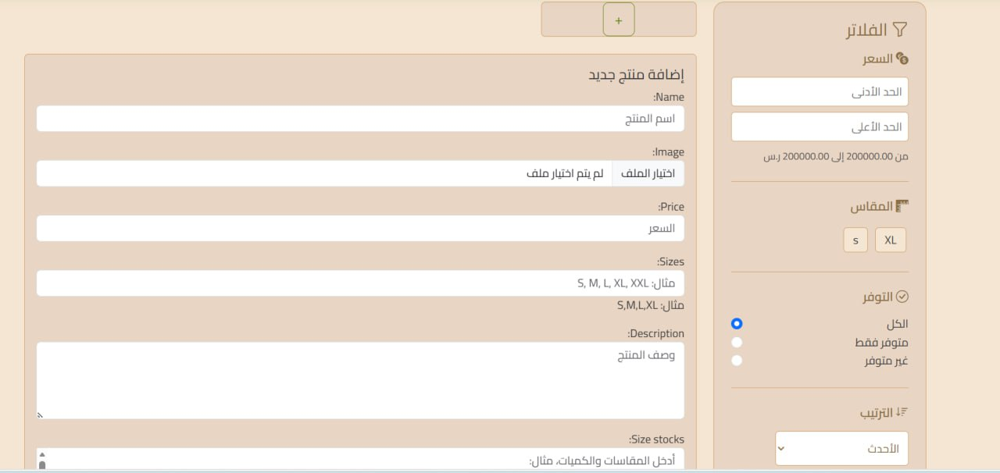 الفلاتر
السعر
الحد الأدنى
الحد الأعلى
من 200000.00 إلى 200000.00 ر.س
المقاس
XL
s
التوفر
الكل
متوفر فقط
غير متوفر
الترتيب
الأحدث
+
إضافة منتج جديد
Name:
اسم المنتج
Image:
اختيار الملف لم يتم اختيار ملف
Price:
السعر
Sizes:
مثال: S, M, L, XL, XXL
مثال: S,M,L,XL
Description:
وصف المنتج
Size stocks:
أدخل المقاسات والكميات، مثال: